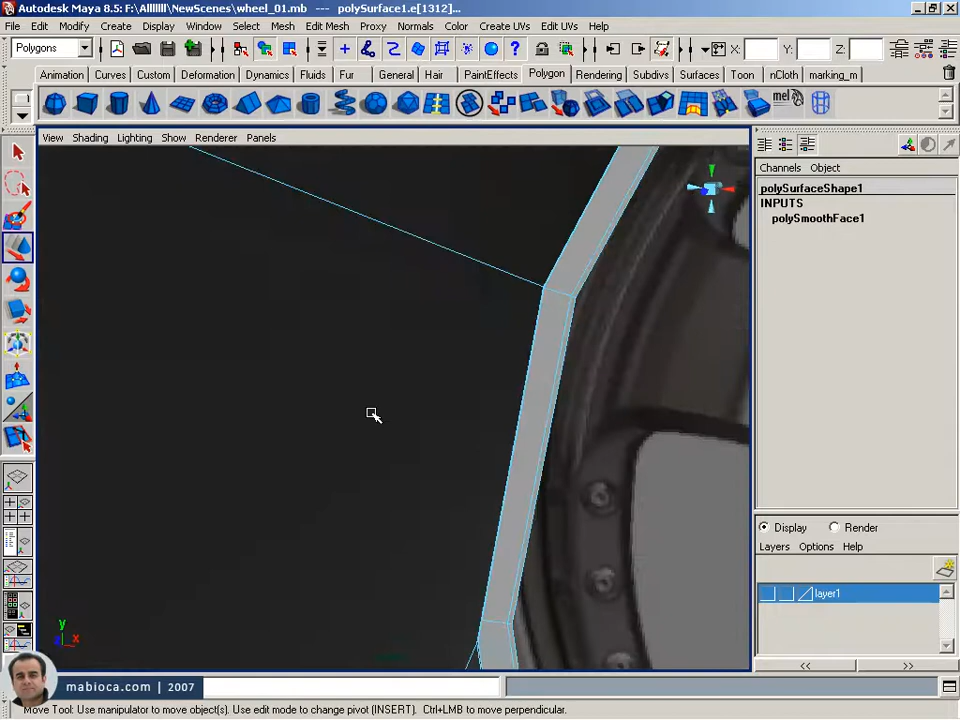 Autodesk Maya 8.5: F:\Alllllll\NewScenes\wheel_01.mb --- polySurface1.e[1312]...
File Edit Modify Create Display Window Select Mesh Edit Mesh Proxy Normals Color Create UVs Edit UVs Help
Polygons X: Y: Z:
Animation Curves Custom Deformation Dynamics Fluids Fur General Hair PaintEffects Polygon Rendering Subdivs Surfaces Toon nCloth marking_m
mel
View Shading Lighting Show Renderer Panels
Channels Object
polySurfaceShape1
INPUTS
polySmoothFace1
Display Render
Layers Options Help
layer1
<< >>
y
x
mabioca.com | 2007
Move Tool: Use manipulator to move object(s). Use edit mode to change pivot (INSERT). Ctrl+LMB to move perpendicular.